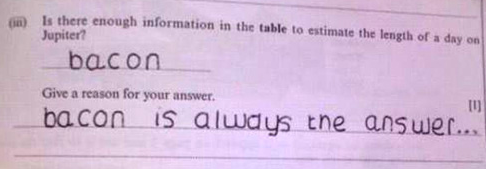 (iii) Is there enough information in the table to estimate the length of a day on
Jupiter?
bacon
Give a reason for your answer.
[1]
bacon is always the answer...